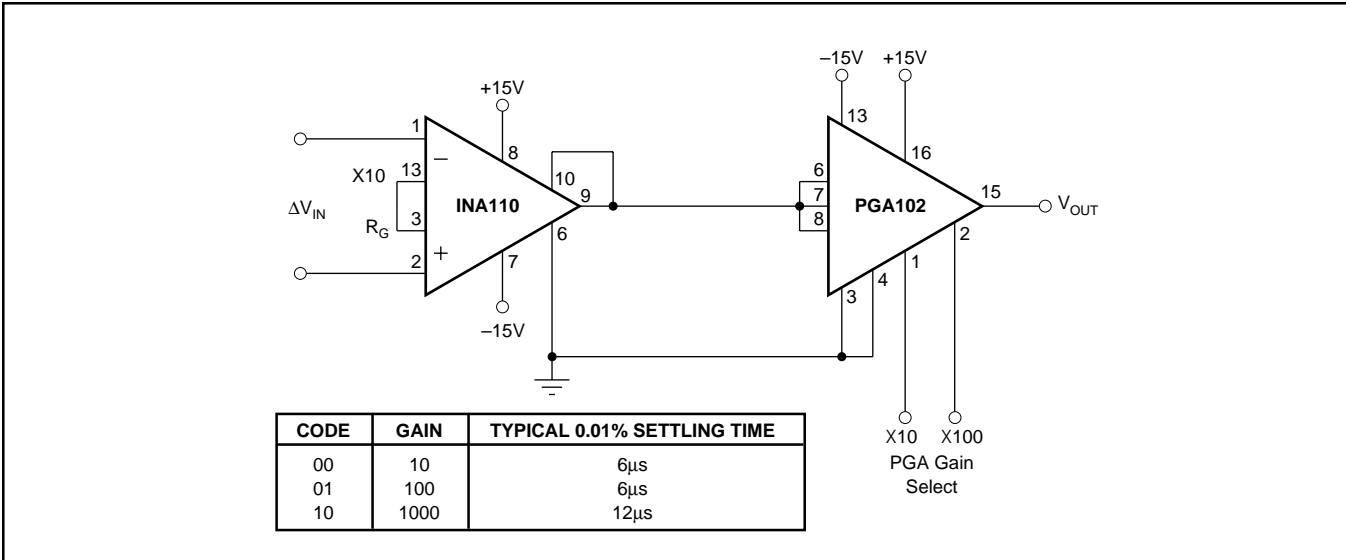 –15V +15V
+15V
1 13
8 16
X10 13 – 10 6 15
ΔV_IN INA110 9 7 PGA102 V_OUT
R_G 3 8 2
2 + 6 4 1
7 3
–15V
X10 X100
PGA Gain
Select
CODE GAIN TYPICAL 0.01% SETTLING TIME
00 10 6µs
01 100 6µs
10 1000 12µs